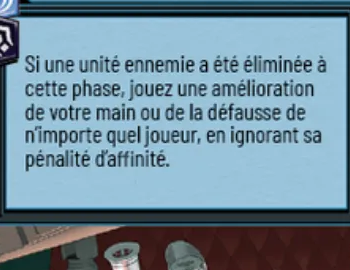 Si une unité ennemie a été éliminée à
cette phase, jouez une amélioration
de votre main ou de la défausse de
n'importe quel joueur, en ignorant sa
pénalité d'affinité.